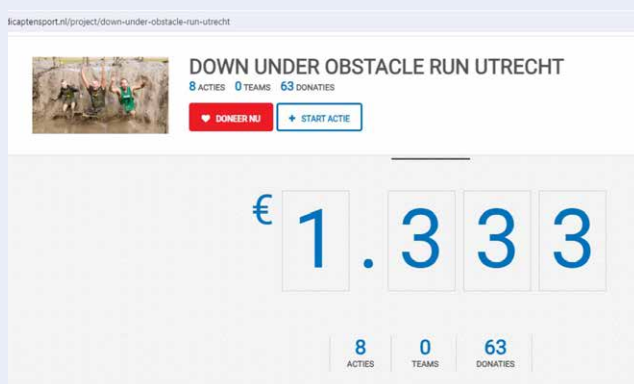 licaptensport.nl/project/down-under-obstacle-run-utrecht
DOWN UNDER OBSTACLE RUN UTRECHT
8 ACTIES 0 TEAMS 63 DONATIES
DONEER NU + START ACTIE
€ 1.333
8 0 63
ACTIES TEAMS DONATIES